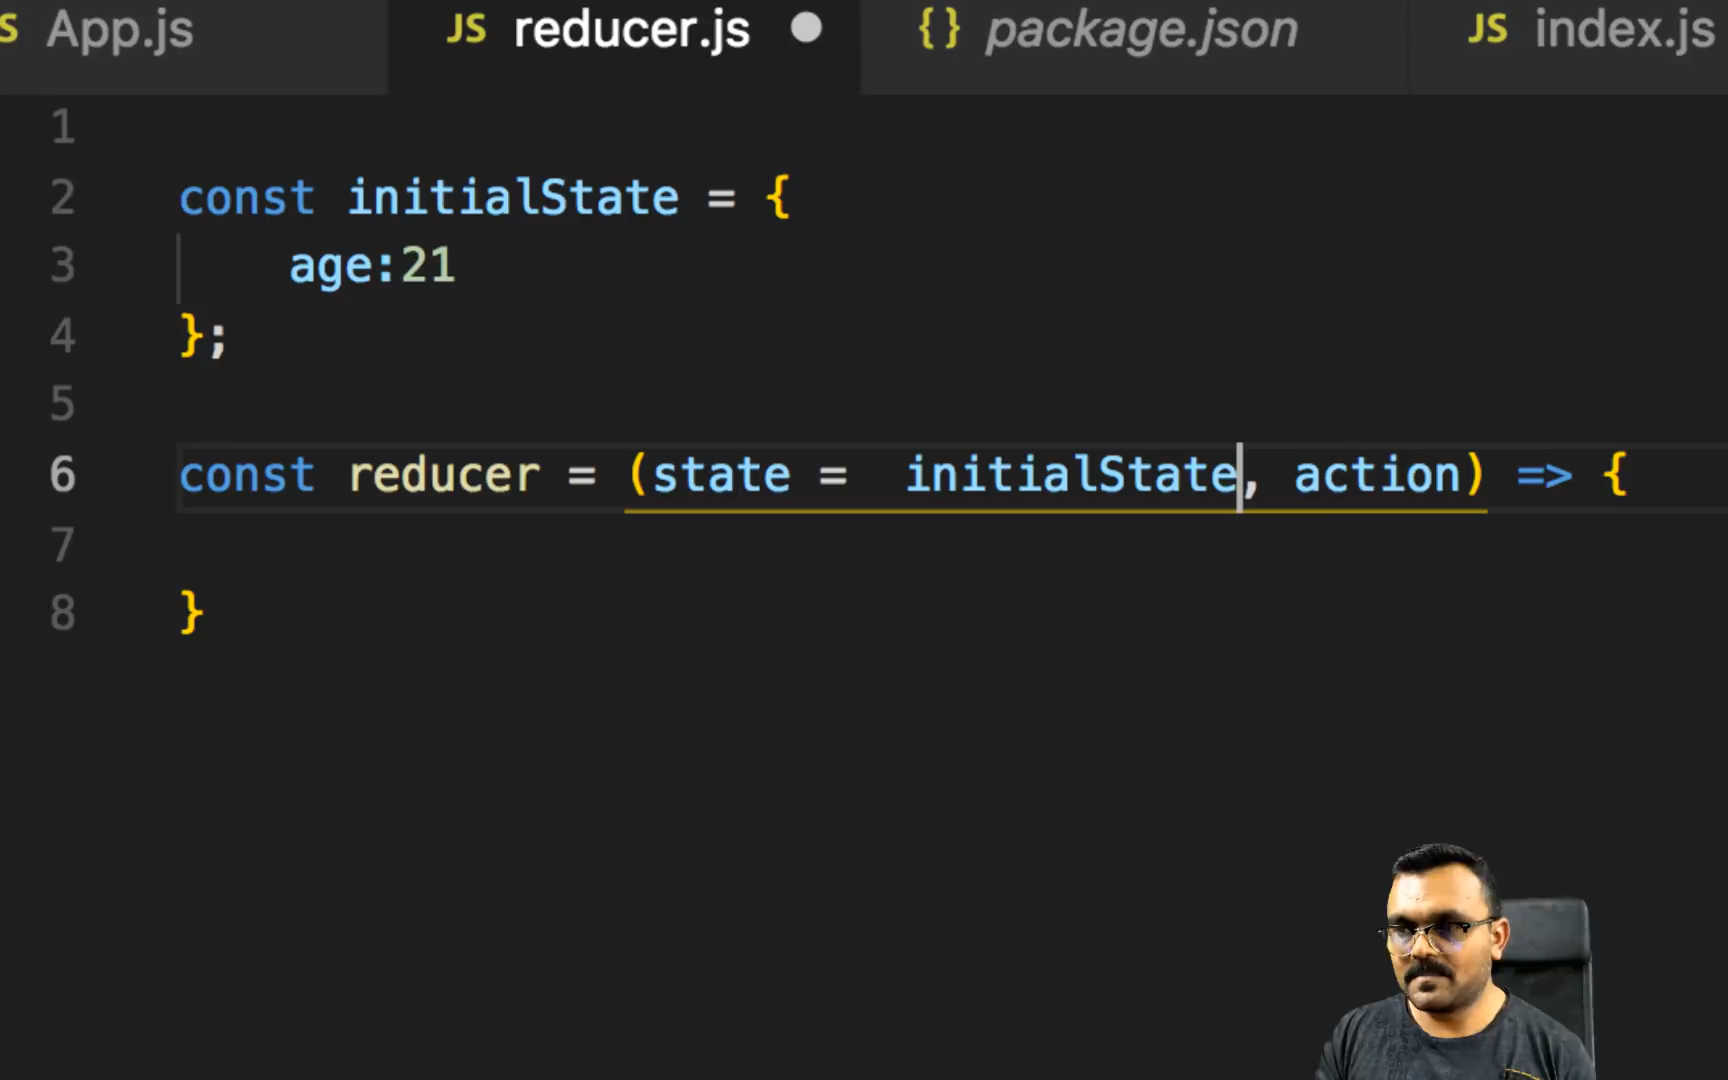 S App.js JS reducer.js {} package.json JS index.js
1
2 const initialState = {
3 age:21
4 };
5
6 const reducer = (state =  initialState, action) => {
7
8 }